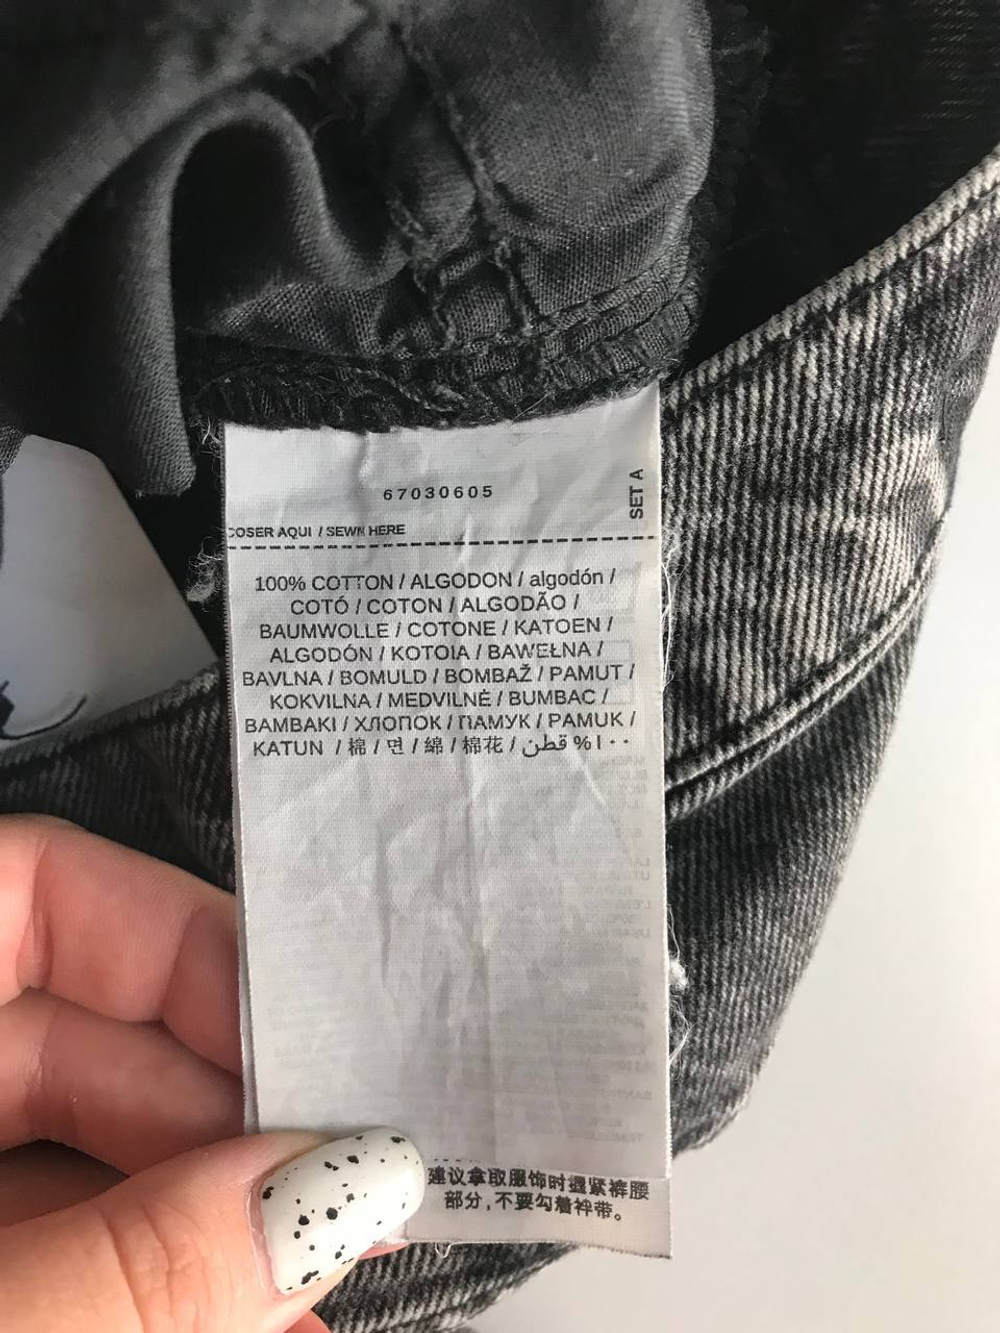 67030605
SET A
COSER AQUI / SEWN HERE
100% COTTON / ALGODON / algodón /
COTÓ / COTON / ALGODÃO /
BAUMWOLLE / COTONE / KATOEN /
ALGODÓN / KOTOIA / BAWEŁNA /
BAVLNA / BOMULD / BOMBAŽ / PAMUT /
KOKVILNA / MEDVILNĖ / BUMBAC /
BAMBAKI / ХЛОПОК / ПАМУК / PAMUK /
KATUN / 棉 / 면 / 綿 / 棉花 / قطن %١٠٠
建议拿取服饰时握紧裤腰
部分,不要勾着袢带。